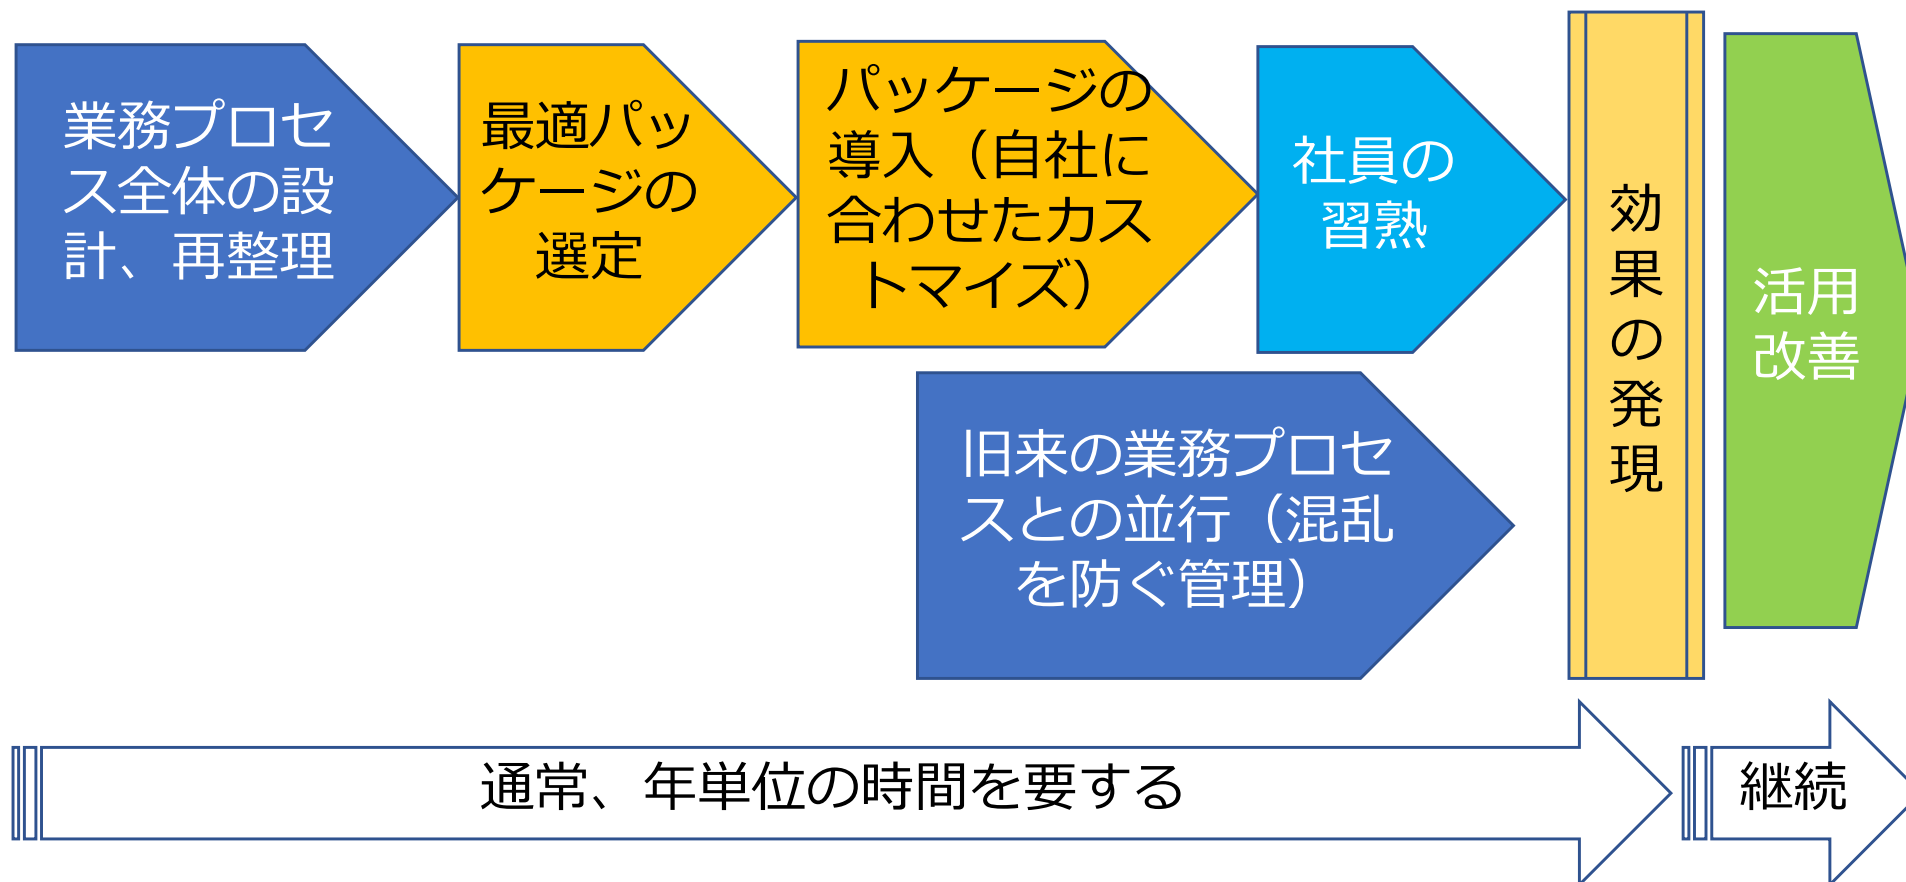 業務プロセ
ス全体の設
計、再整理
最適パッ
ケージの
選定
パッケージの
導入（自社に
合わせたカス
トマイズ）
社員の
習熟
旧来の業務プロセ
スとの並行（混乱
を防ぐ管理）
効
果
の
発
現
活用
改善
通常、年単位の時間を要する
継続